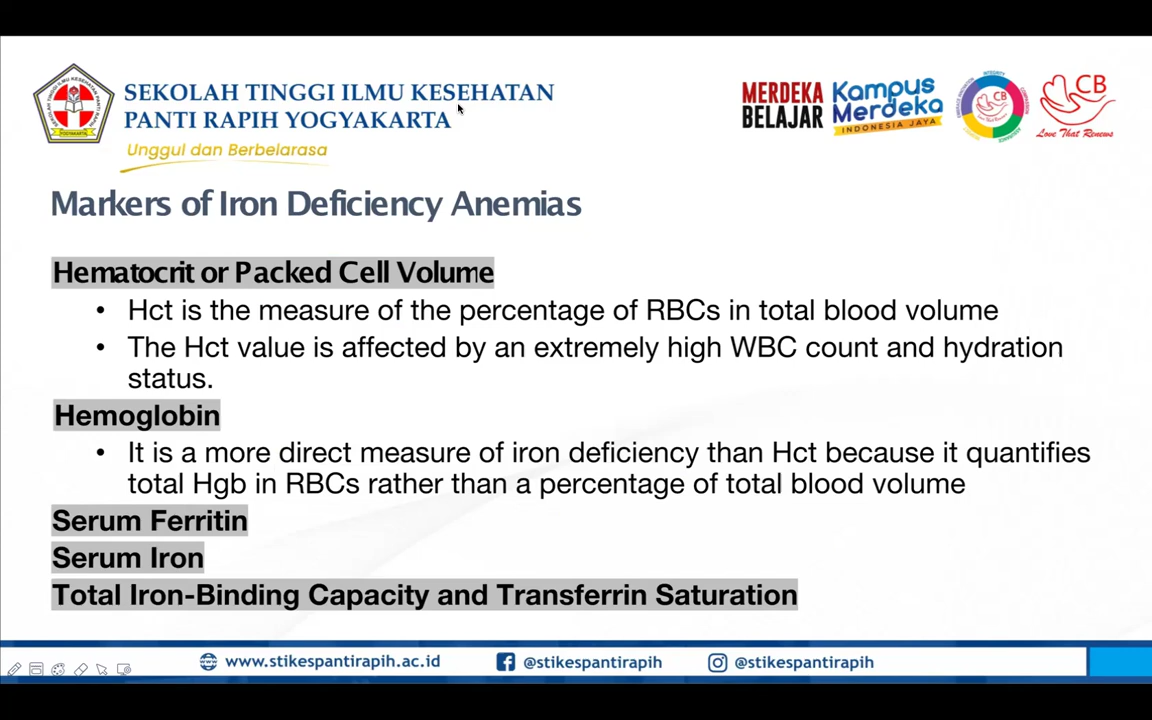 SEKOLAH TINGGI ILMU KESEHATAN
PANTI RAPIH YOGYAKARTA
Unggul dan Berbelarasa
MERDEKA
BELAJAR
Kampus
Merdeka
INDONESIA JAYA
CB
CB
Love That Renews
Markers of Iron Deficiency Anemias
Hematocrit or Packed Cell Volume
• Hct is the measure of the percentage of RBCs in total blood volume
• The Hct value is affected by an extremely high WBC count and hydration
status.
Hemoglobin
• It is a more direct measure of iron deficiency than Hct because it quantifies
total Hgb in RBCs rather than a percentage of total blood volume
Serum Ferritin
Serum Iron
Total Iron-Binding Capacity and Transferrin Saturation
www.stikespantirapih.ac.id
@stikespantirapih
@stikespantirapih